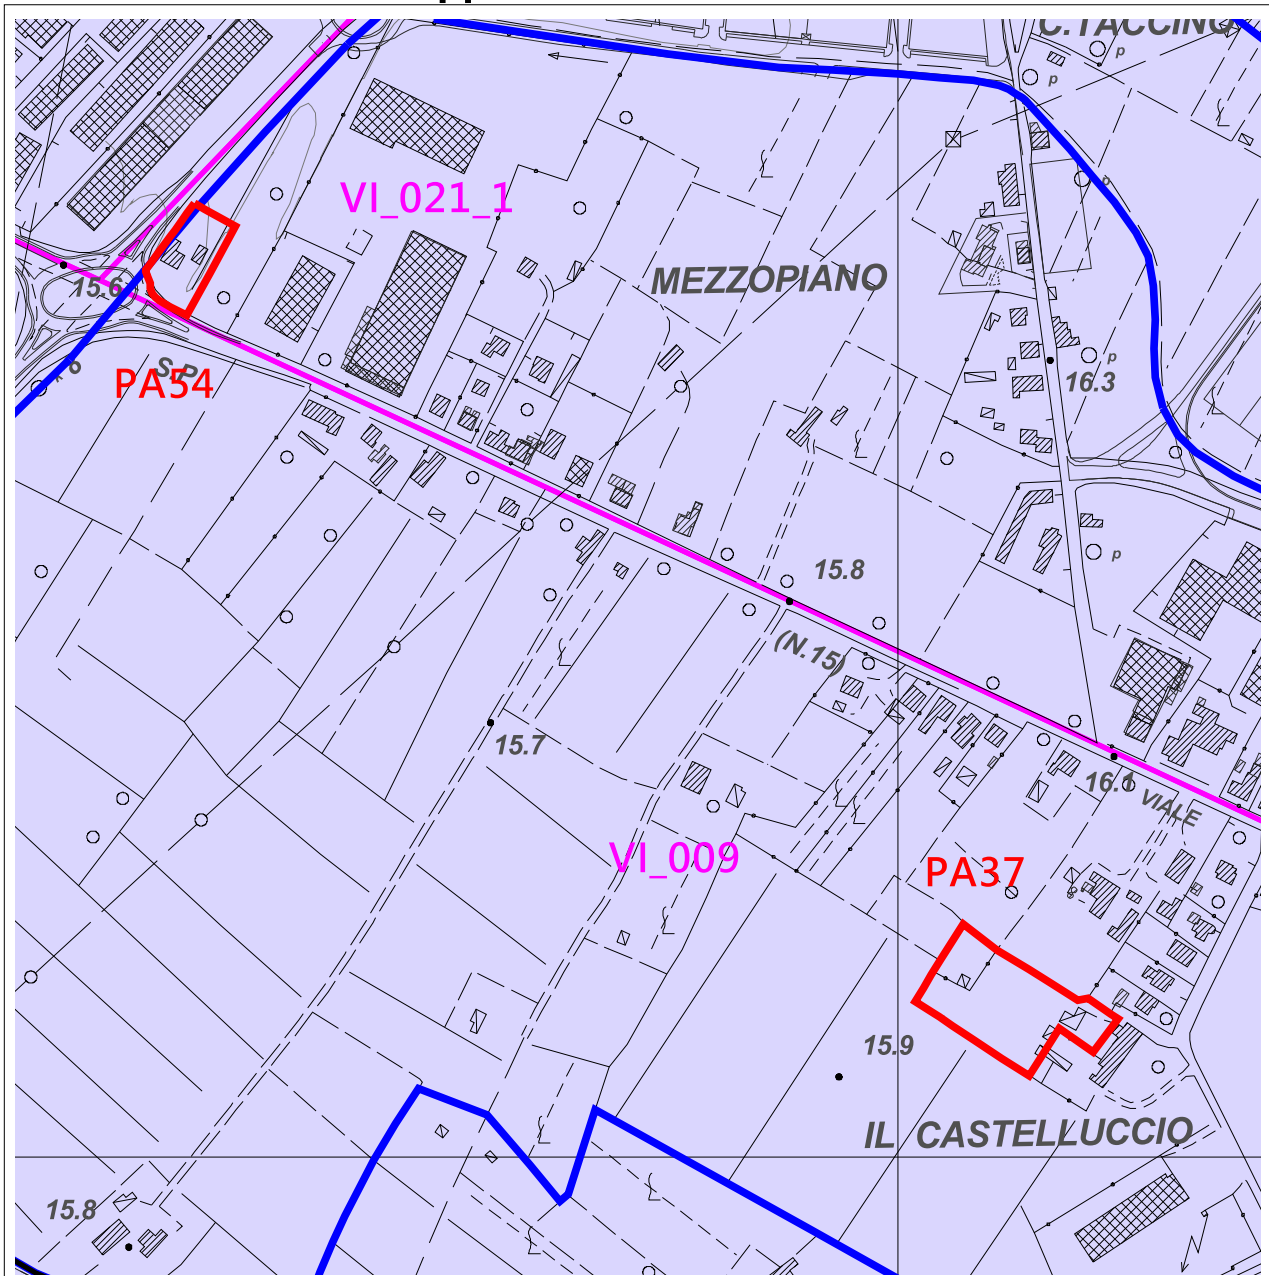 C.TACCINO
p
p
p
VI_021_1
MEZZOPIANO
15.6
S.P.
6
PA54
p
16.3
15.8
p
(N.15)
15.7
16.1
VIALE
VI_009
PA37
15.9
IL CASTELLUCCIO
15.8